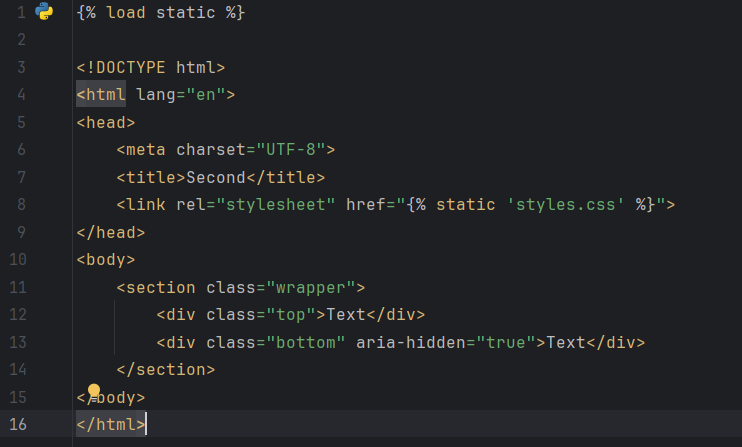 1 {% load static %}
2
3 <!DOCTYPE html>
4 <html lang="en">
5 <head>
6     <meta charset="UTF-8">
7     <title>Second</title>
8     <link rel="stylesheet" href="{% static 'styles.css' %}">
9 </head>
10 <body>
11     <section class="wrapper">
12         <div class="top">Text</div>
13         <div class="bottom" aria-hidden="true">Text</div>
14     </section>
15 </body>
16 </html>